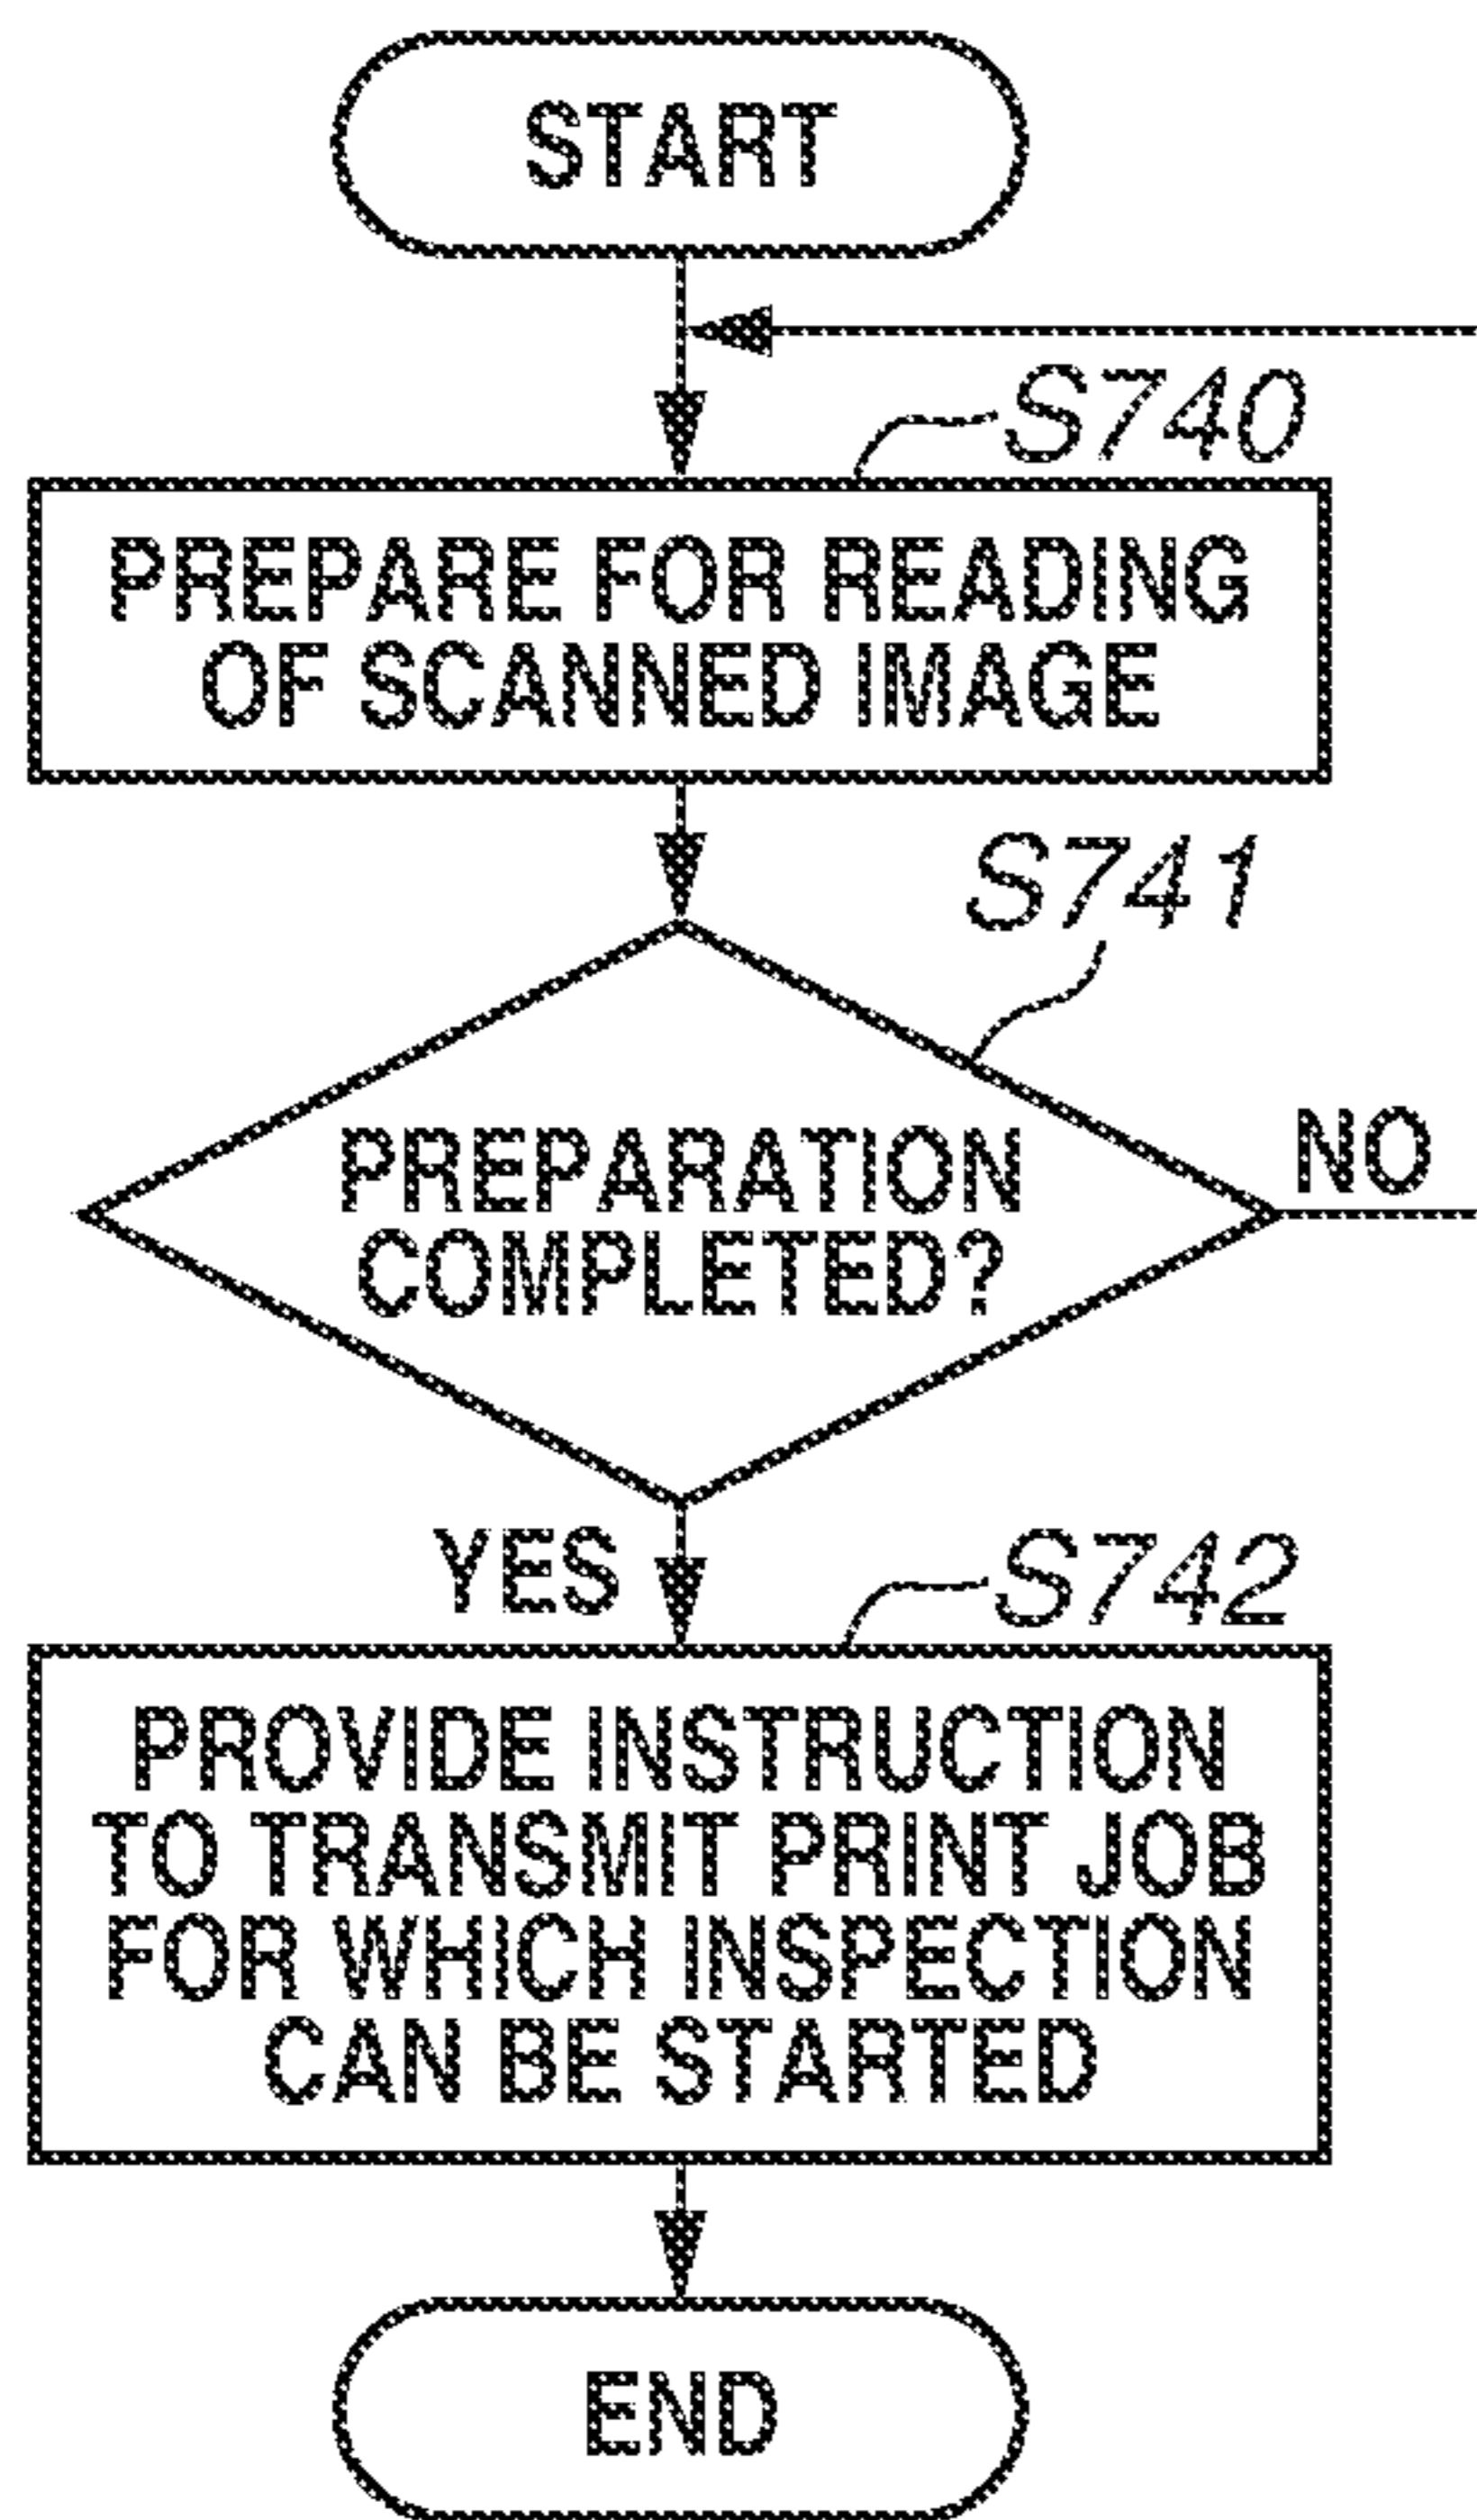 START
S740
PREPARE FOR READING
OF SCANNED IMAGE
S741
PREPARATION
COMPLETED?
NO
YES
S742
PROVIDE INSTRUCTION
TO TRANSMIT PRINT JOB
FOR WHICH INSPECTION
CAN BE STARTED
END